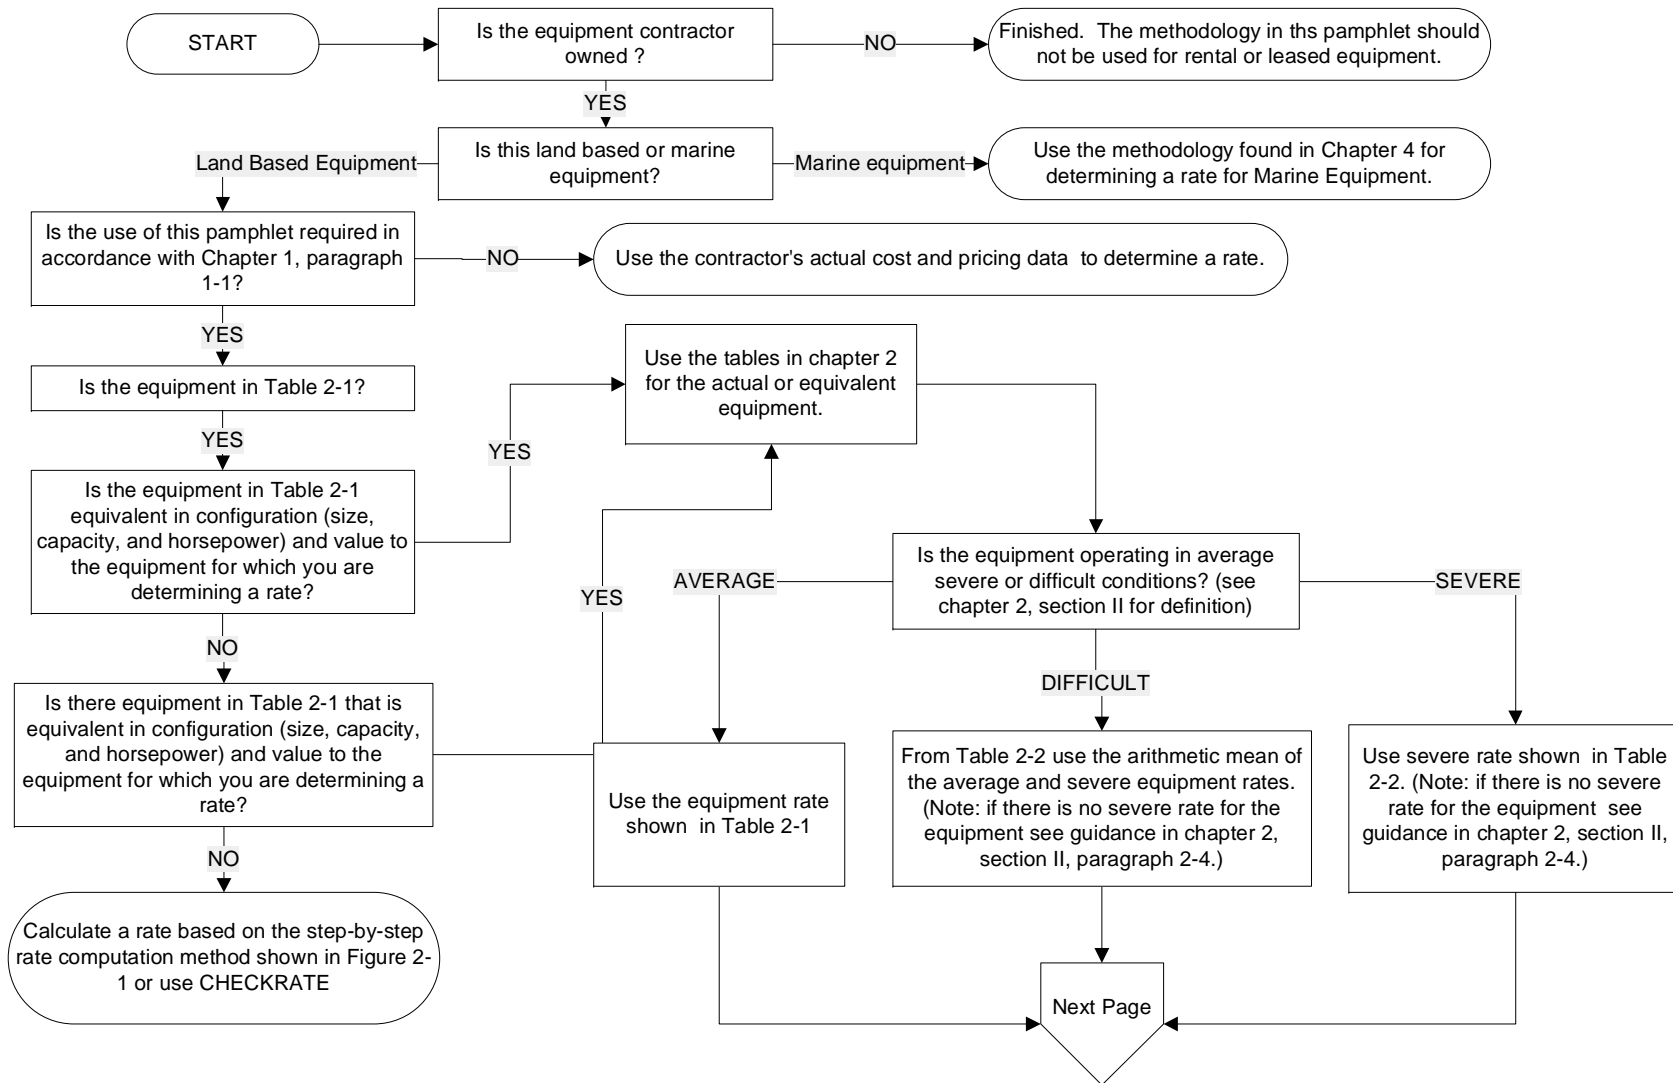 START
Is the equipment contractor
owned ?
NO
Finished.  The methodology in ths pamphlet should
not be used for rental or leased equipment.
YES
Land Based Equipment
Is this land based or marine
equipment?
Marine equipment
Use the methodology found in Chapter 4 for
determining a rate for Marine Equipment.
Is the use of this pamphlet required in
accordance with Chapter 1, paragraph
1-1?
NO
Use the contractor's actual cost and pricing data  to determine a rate.
YES
Is the equipment in Table 2-1?
YES
Is the equipment in Table 2-1
equivalent in configuration (size,
capacity, and horsepower) and value to
the equipment for which you are
determining a rate?
YES
Use the tables in chapter 2
for the actual or equivalent
equipment.
NO
Is there equipment in Table 2-1 that is
equivalent in configuration (size, capacity,
and horsepower) and value to the
equipment for which you are determining a
rate?
YES
NO
Calculate a rate based on the step-by-step
rate computation method shown in Figure 2-
1 or use CHECKRATE
AVERAGE
Is the equipment operating in average
severe or difficult conditions? (see
chapter 2, section II for definition)
SEVERE
DIFFICULT
Use the equipment rate
shown  in Table 2-1
From Table 2-2 use the arithmetic mean of
the average and severe equipment rates.
(Note: if there is no severe rate for the
equipment see guidance in chapter 2,
section II, paragraph 2-4.)
Use severe rate shown  in Table
2-2. (Note: if there is no severe
rate for the equipment  see
guidance in chapter 2, section II,
paragraph 2-4.)
Next Page